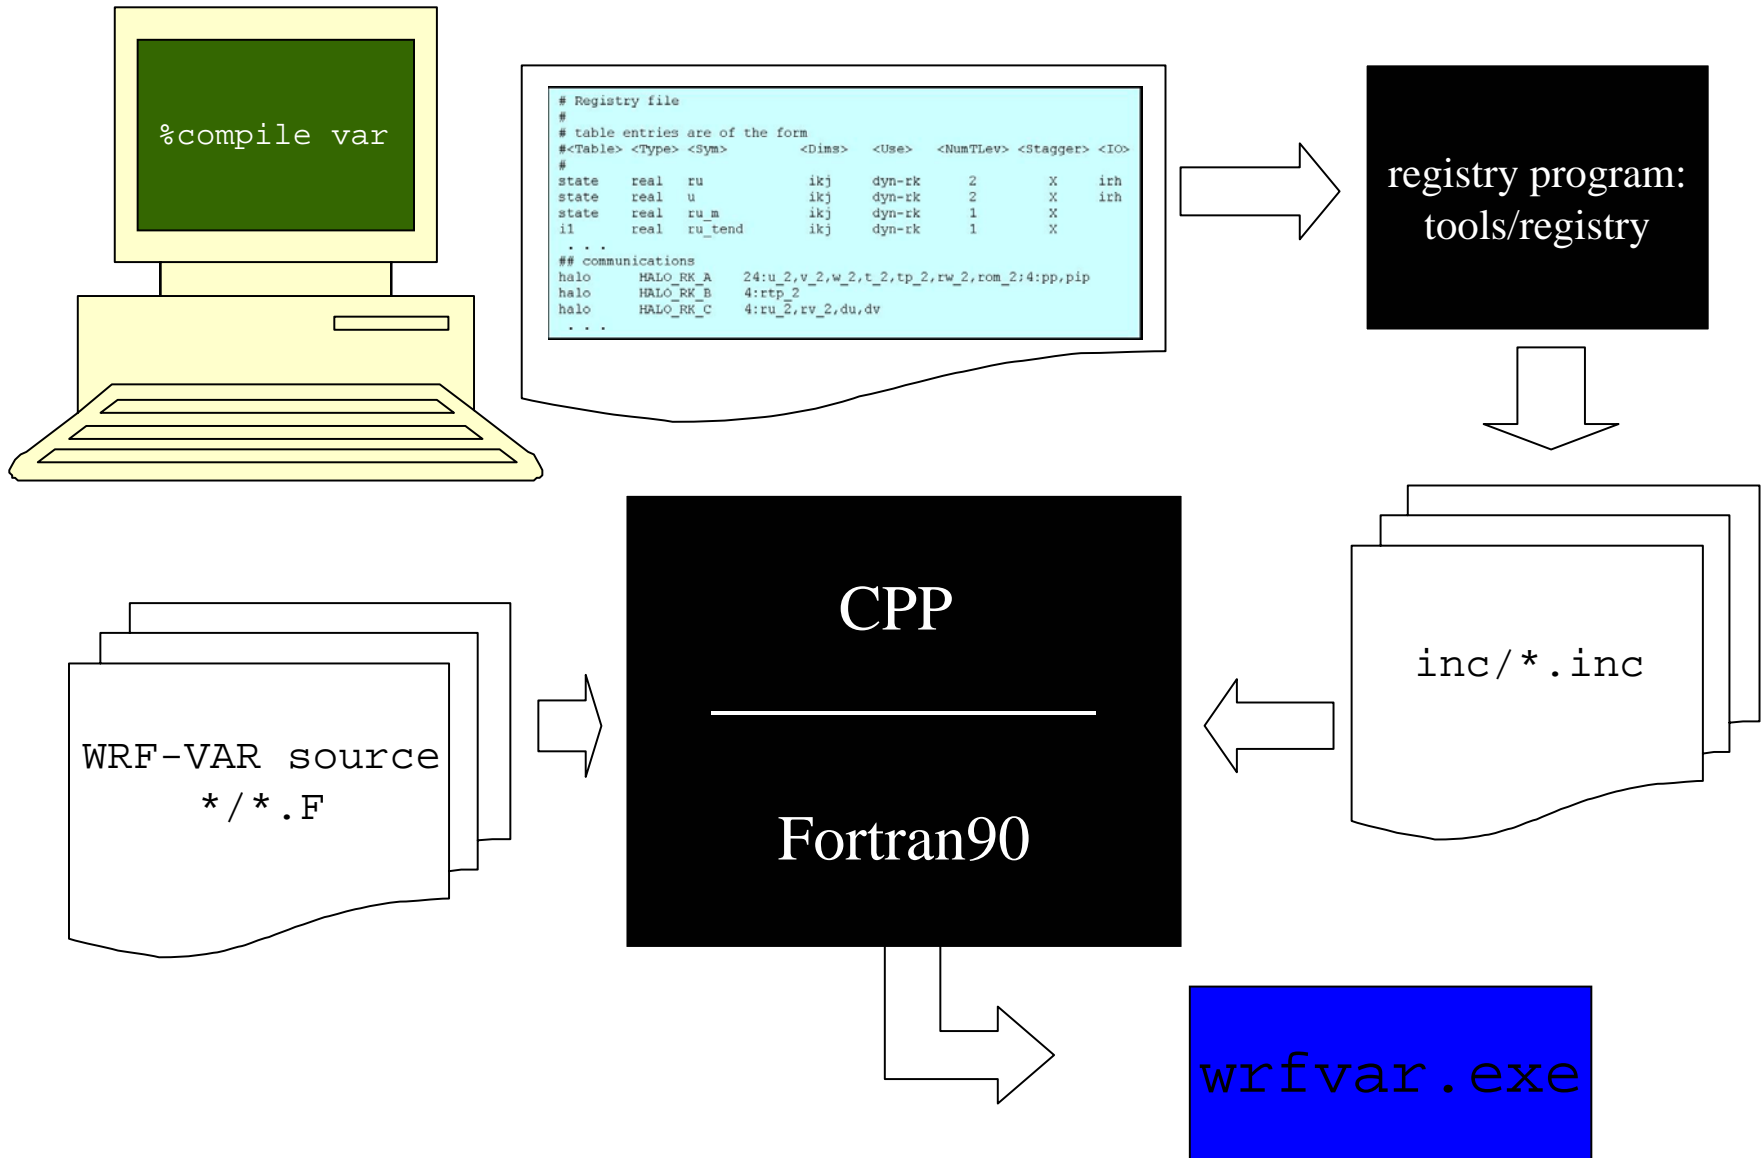 %compile var
# Registry file
#
# table entries are of the form
#<Table> <Type> <Sym> <Dims> <Use> <NumTLev> <Stagger> <IO>
#
state real ru ikj dyn-rk 2 X irh
state real u ikj dyn-rk 2 X irh
state real ru_m ikj dyn-rk 1 X
i1 real ru_tend ikj dyn-rk 1 X
. . .
## communications
halo HALO_RK_A 24:u_2,v_2,w_2,t_2,tp_2,rw_2,rom_2;4:pp,pip
halo HALO_RK_B 4:rtp_2
halo HALO_RK_C 4:ru_2,rv_2,du,dv
. . .
registry program:
tools/registry
inc/*.inc
CPP
Fortran90
WRF-VAR source
*/*.F
wrfvar.exe